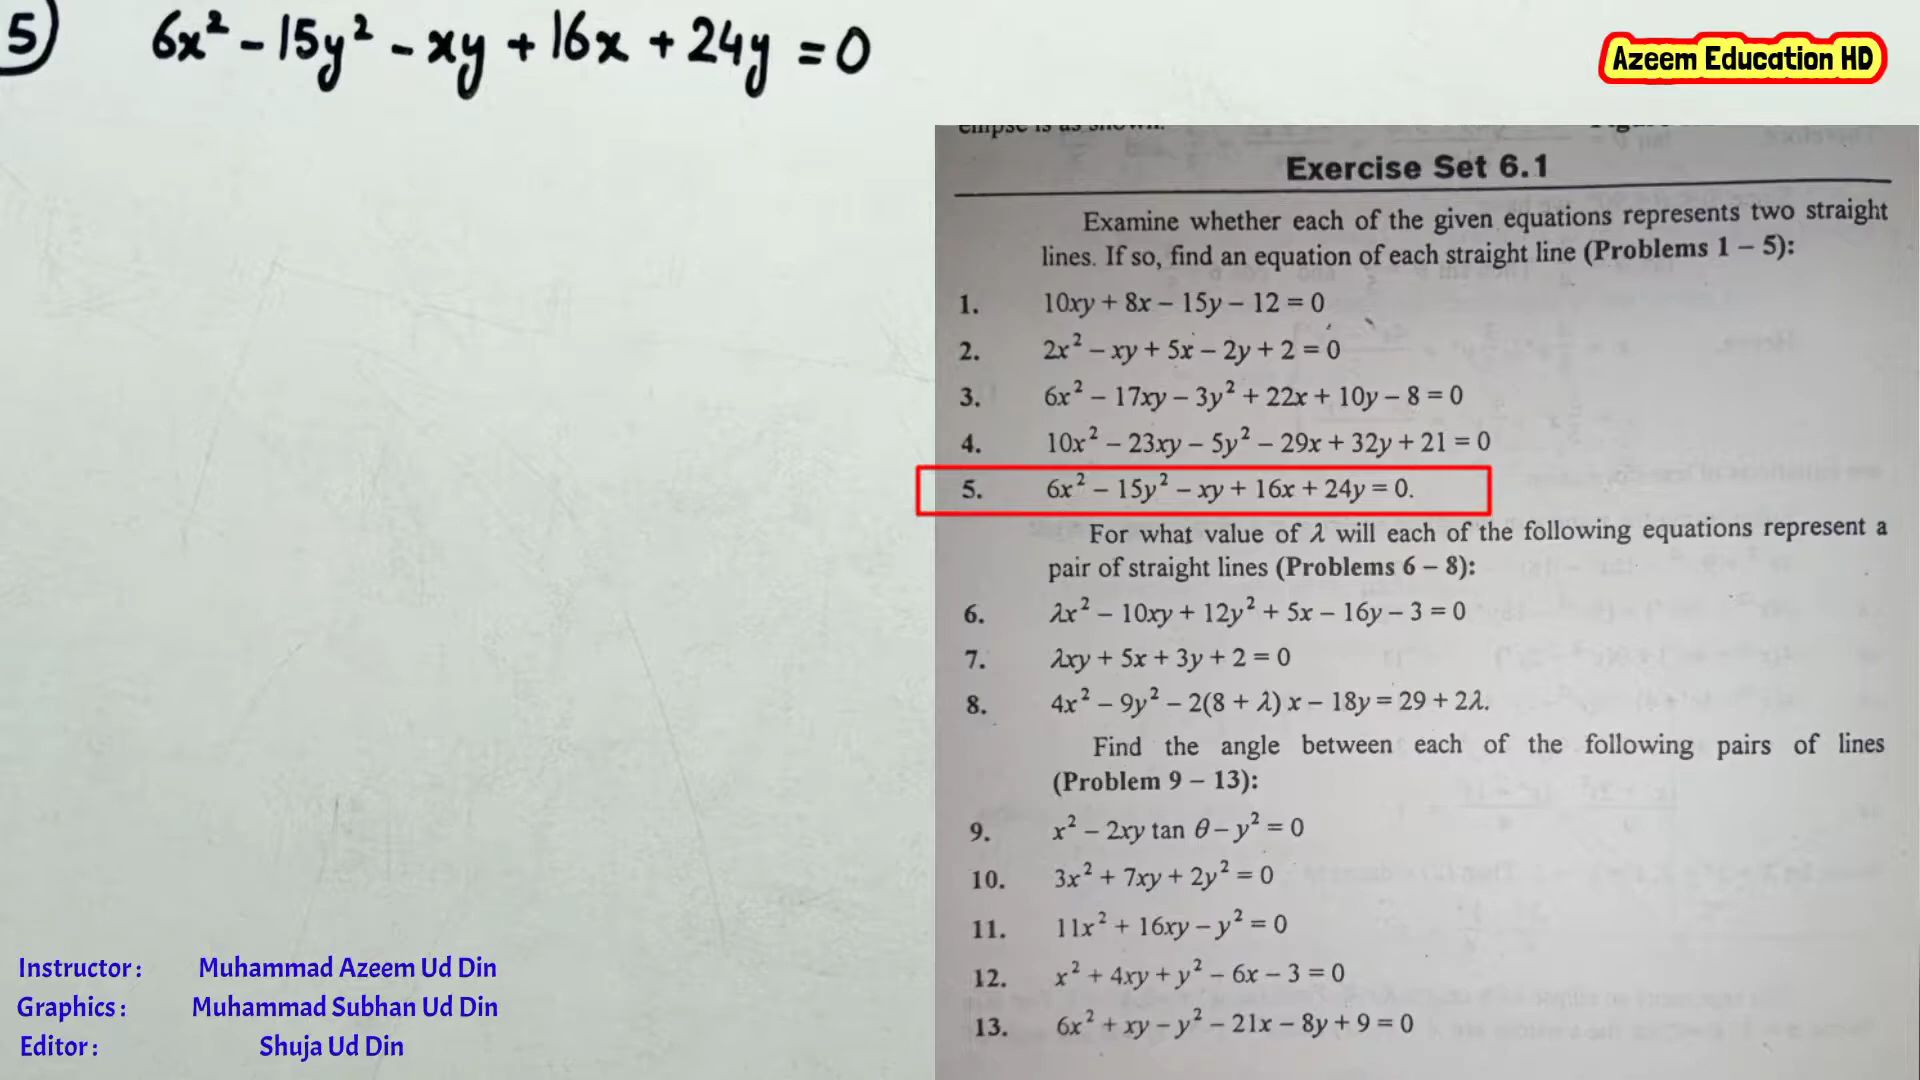 5) 6x² - 15y² - xy + 16x + 24y = 0
Azeem Education HD
ellipse is as shown.
Exercise Set 6.1
Examine whether each of the given equations represents two straight
lines. If so, find an equation of each straight line (Problems 1 – 5):
1. 10xy + 8x – 15y – 12 = 0
2. 2x² – xy + 5x – 2y + 2 = 0
3. 6x² – 17xy – 3y² + 22x + 10y – 8 = 0
4. 10x² – 23xy – 5y² – 29x + 32y + 21 = 0
5. 6x² – 15y² – xy + 16x + 24y = 0.
For what value of λ will each of the following equations represent a
pair of straight lines (Problems 6 – 8):
6. λx² – 10xy + 12y² + 5x – 16y – 3 = 0
7. λxy + 5x + 3y + 2 = 0
8. 4x² – 9y² – 2(8 + λ) x – 18y = 29 + 2λ.
Find the angle between each of the following pairs of lines
(Problem 9 – 13):
9. x² – 2xy tan θ – y² = 0
10. 3x² + 7xy + 2y² = 0
11. 11x² + 16xy – y² = 0
12. x² + 4xy + y² – 6x – 3 = 0
13. 6x² + xy – y² – 21x – 8y + 9 = 0
Instructor : Muhammad Azeem Ud Din
Graphics : Muhammad Subhan Ud Din
Editor : Shuja Ud Din